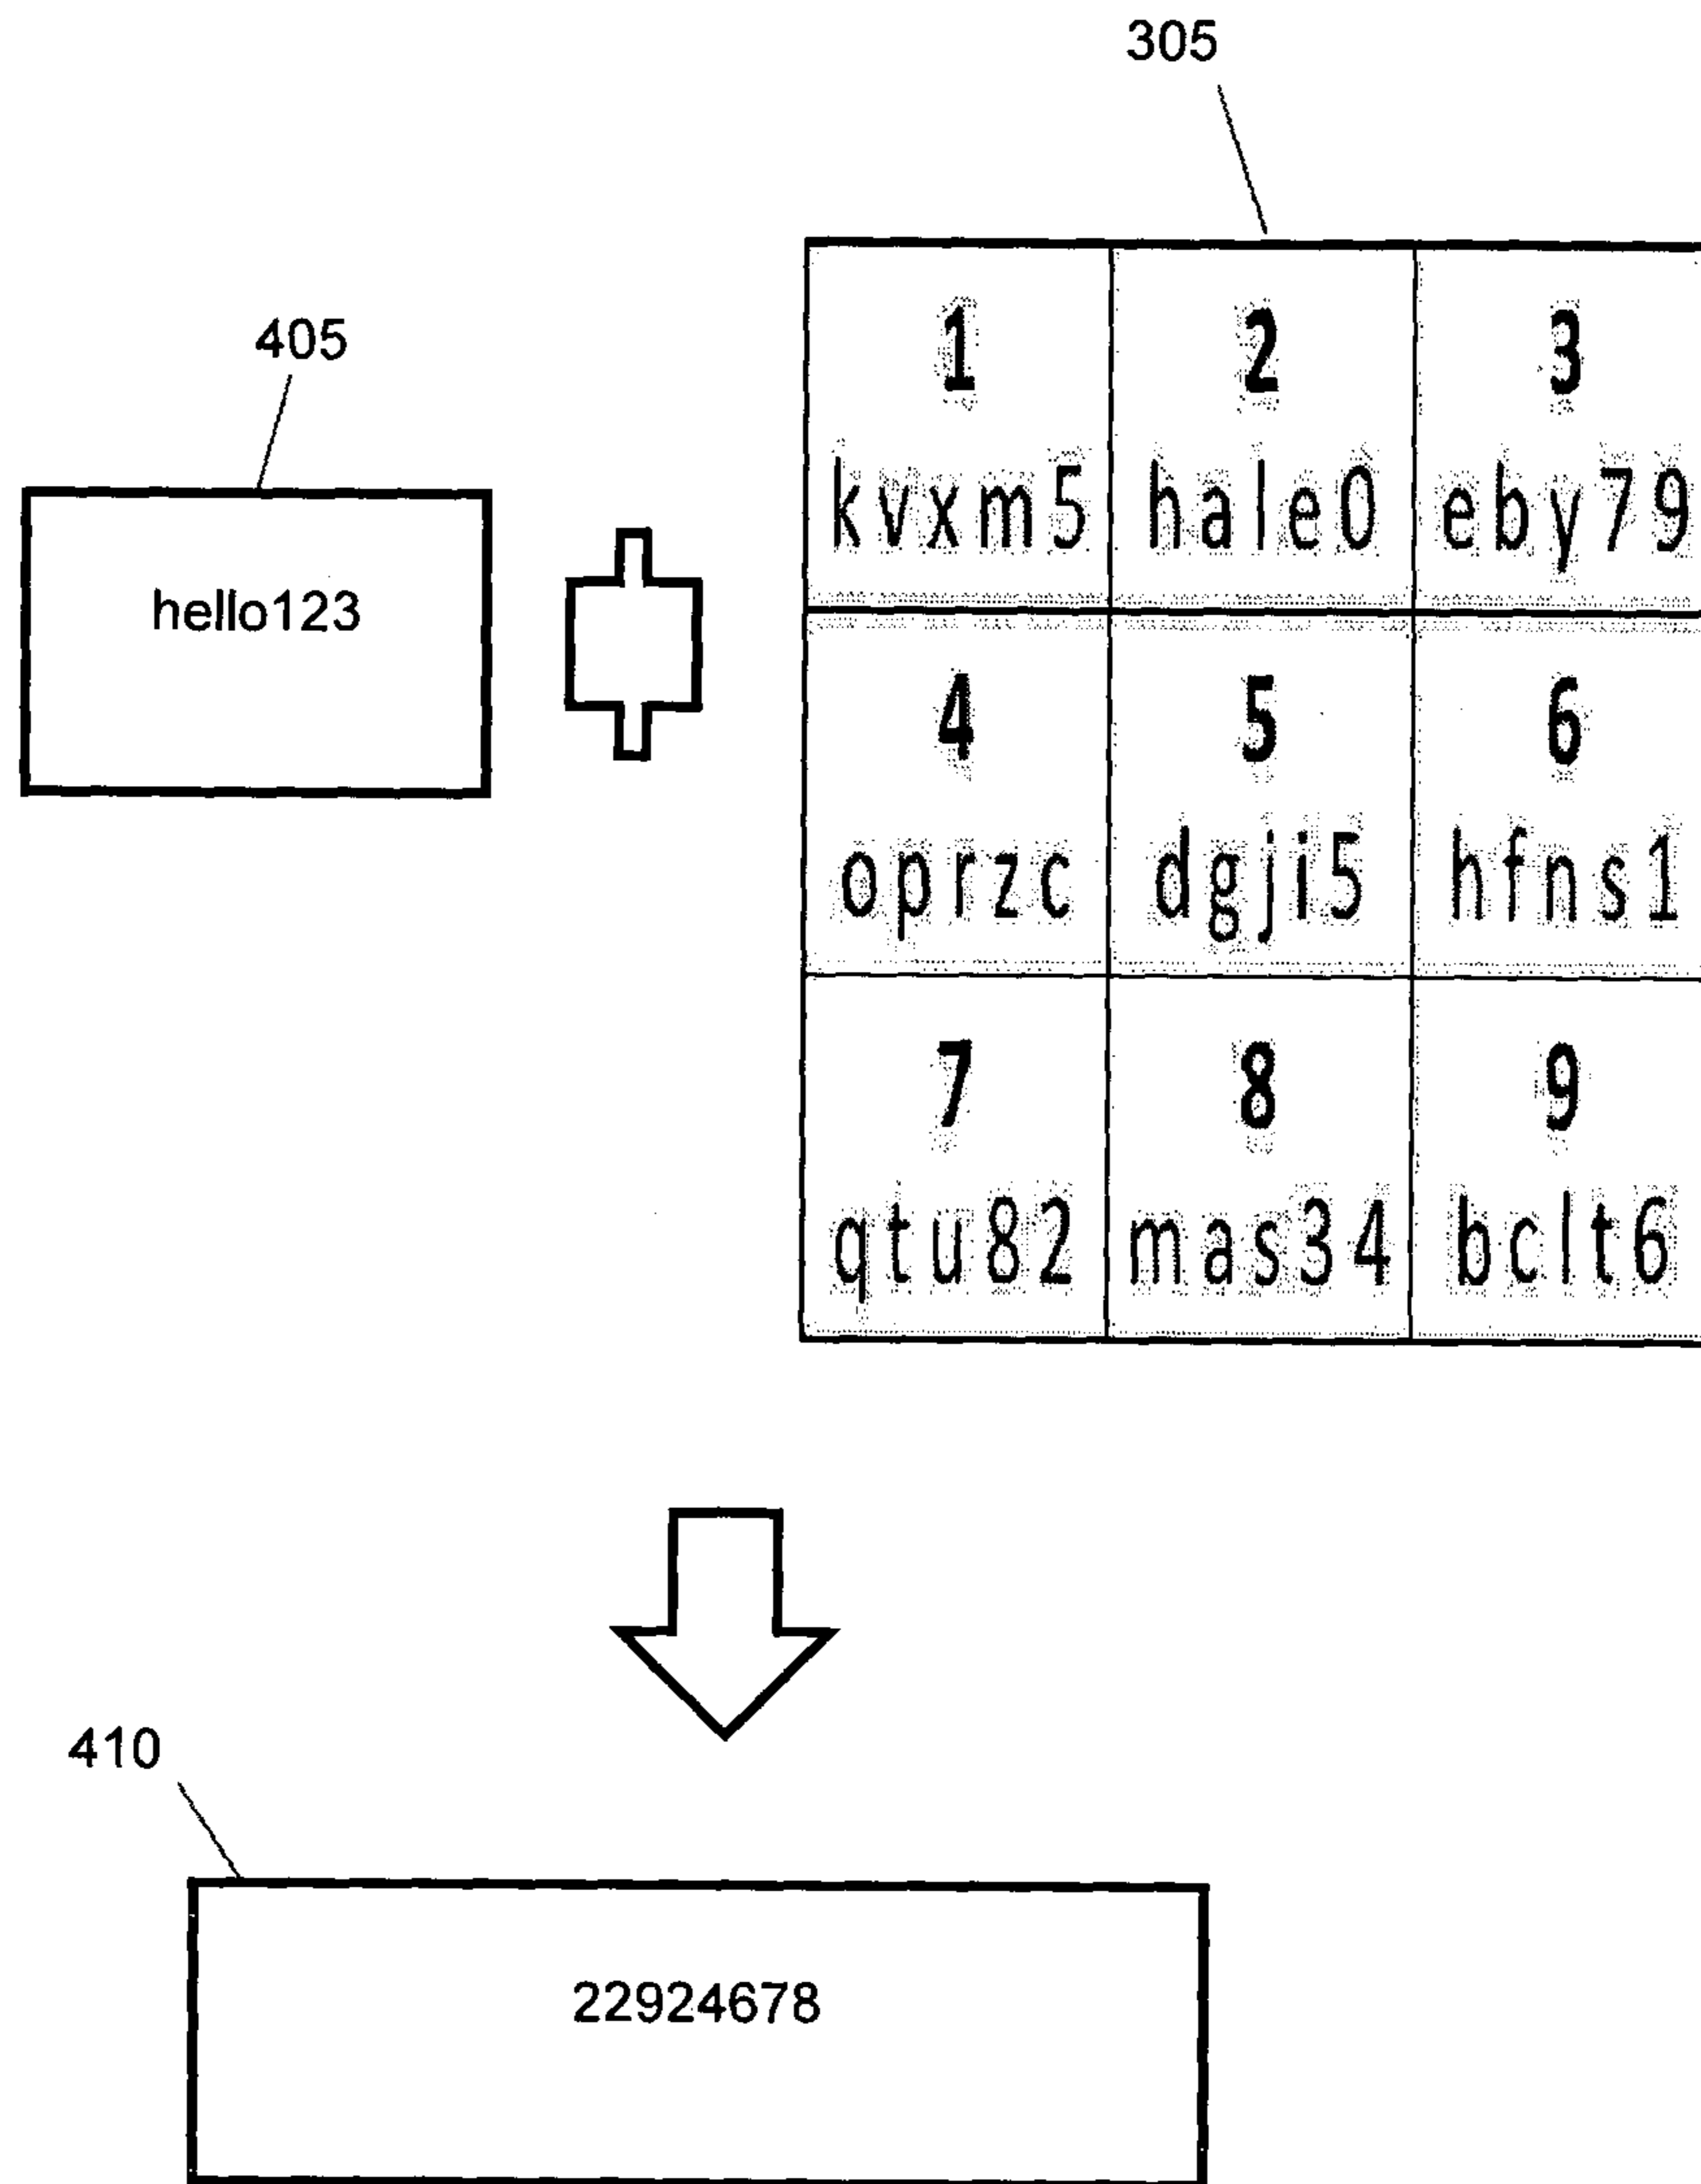 305
405
hello123
1 2 3
kvxm5 hale0 eby79
4 5 6
oprzc dgji5 hfns1
7 8 9
qtu82 mas34 bclt6
410
22924678